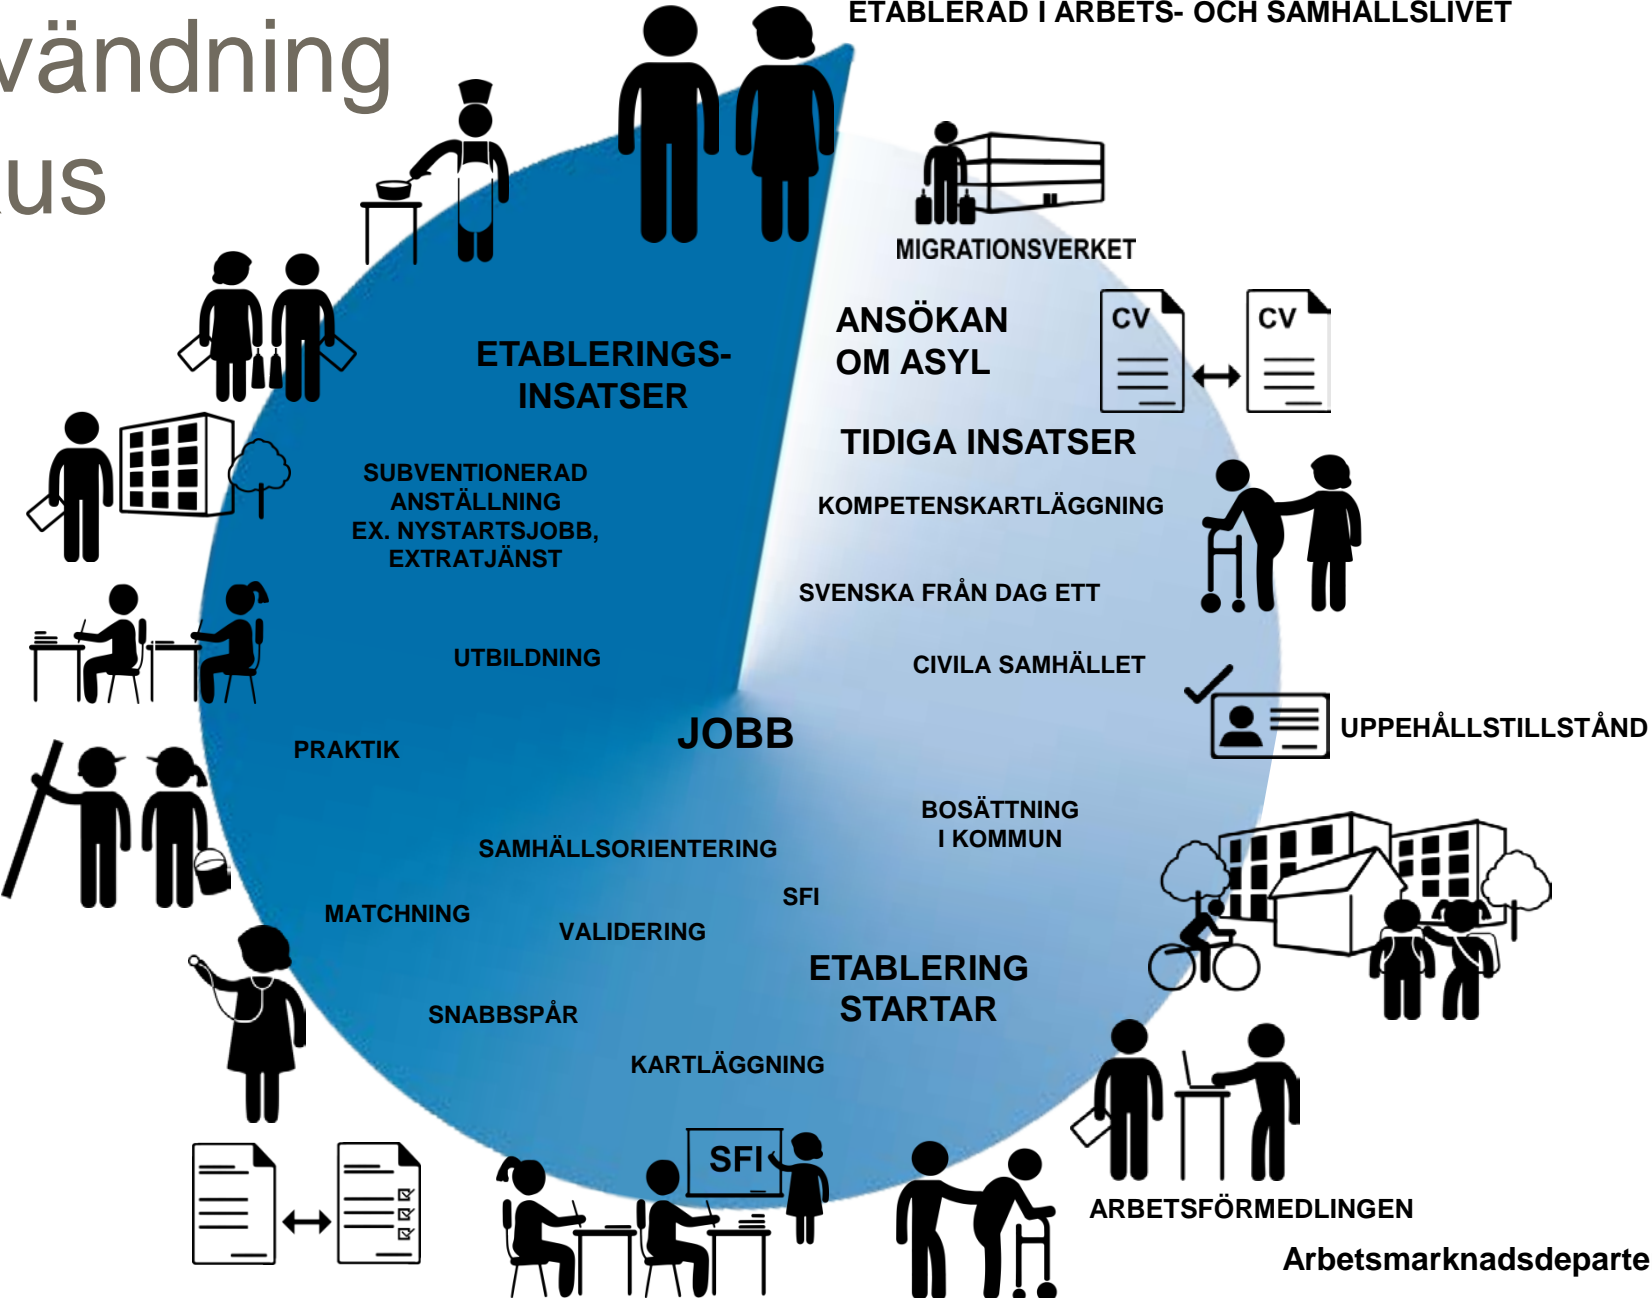 vändning
us
ETABLERAD I ARBETS- OCH SAMHÄLLSLIVET
MIGRATIONSVERKET
ANSÖKAN
OM ASYL
CV
CV
TIDIGA INSATSER
KOMPETENSKARTLÄGGNING
SVENSKA FRÅN DAG ETT
CIVILA SAMHÄLLET
UPPEHÅLLSTILLSTÅND
JOBB
BOSÄTTNING
I KOMMUN
SFI
ETABLERING
STARTAR
ARBETSFÖRMEDLINGEN
KARTLÄGGNING
SFI
SNABBSPÅR
VALIDERING
MATCHNING
SAMHÄLLSORIENTERING
PRAKTIK
UTBILDNING
SUBVENTIONERAD
ANSTÄLLNING
EX. NYSTARTSJOBB,
EXTRATJÄNST
ETABLERINGS-
INSATSER
Arbetsmarknadsdeparte